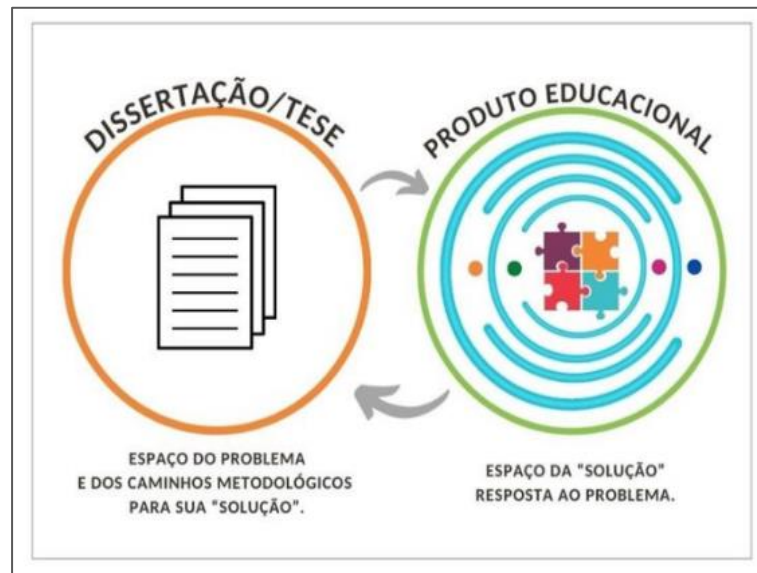 DISSERTAÇÃO/TESE
PRODUTO EDUCACIONAL
ESPAÇO DO PROBLEMA
E DOS CAMINHOS METODOLÓGICOS
PARA SUA "SOLUÇÃO".
ESPAÇO DA "SOLUÇÃO"
RESPOSTA AO PROBLEMA.